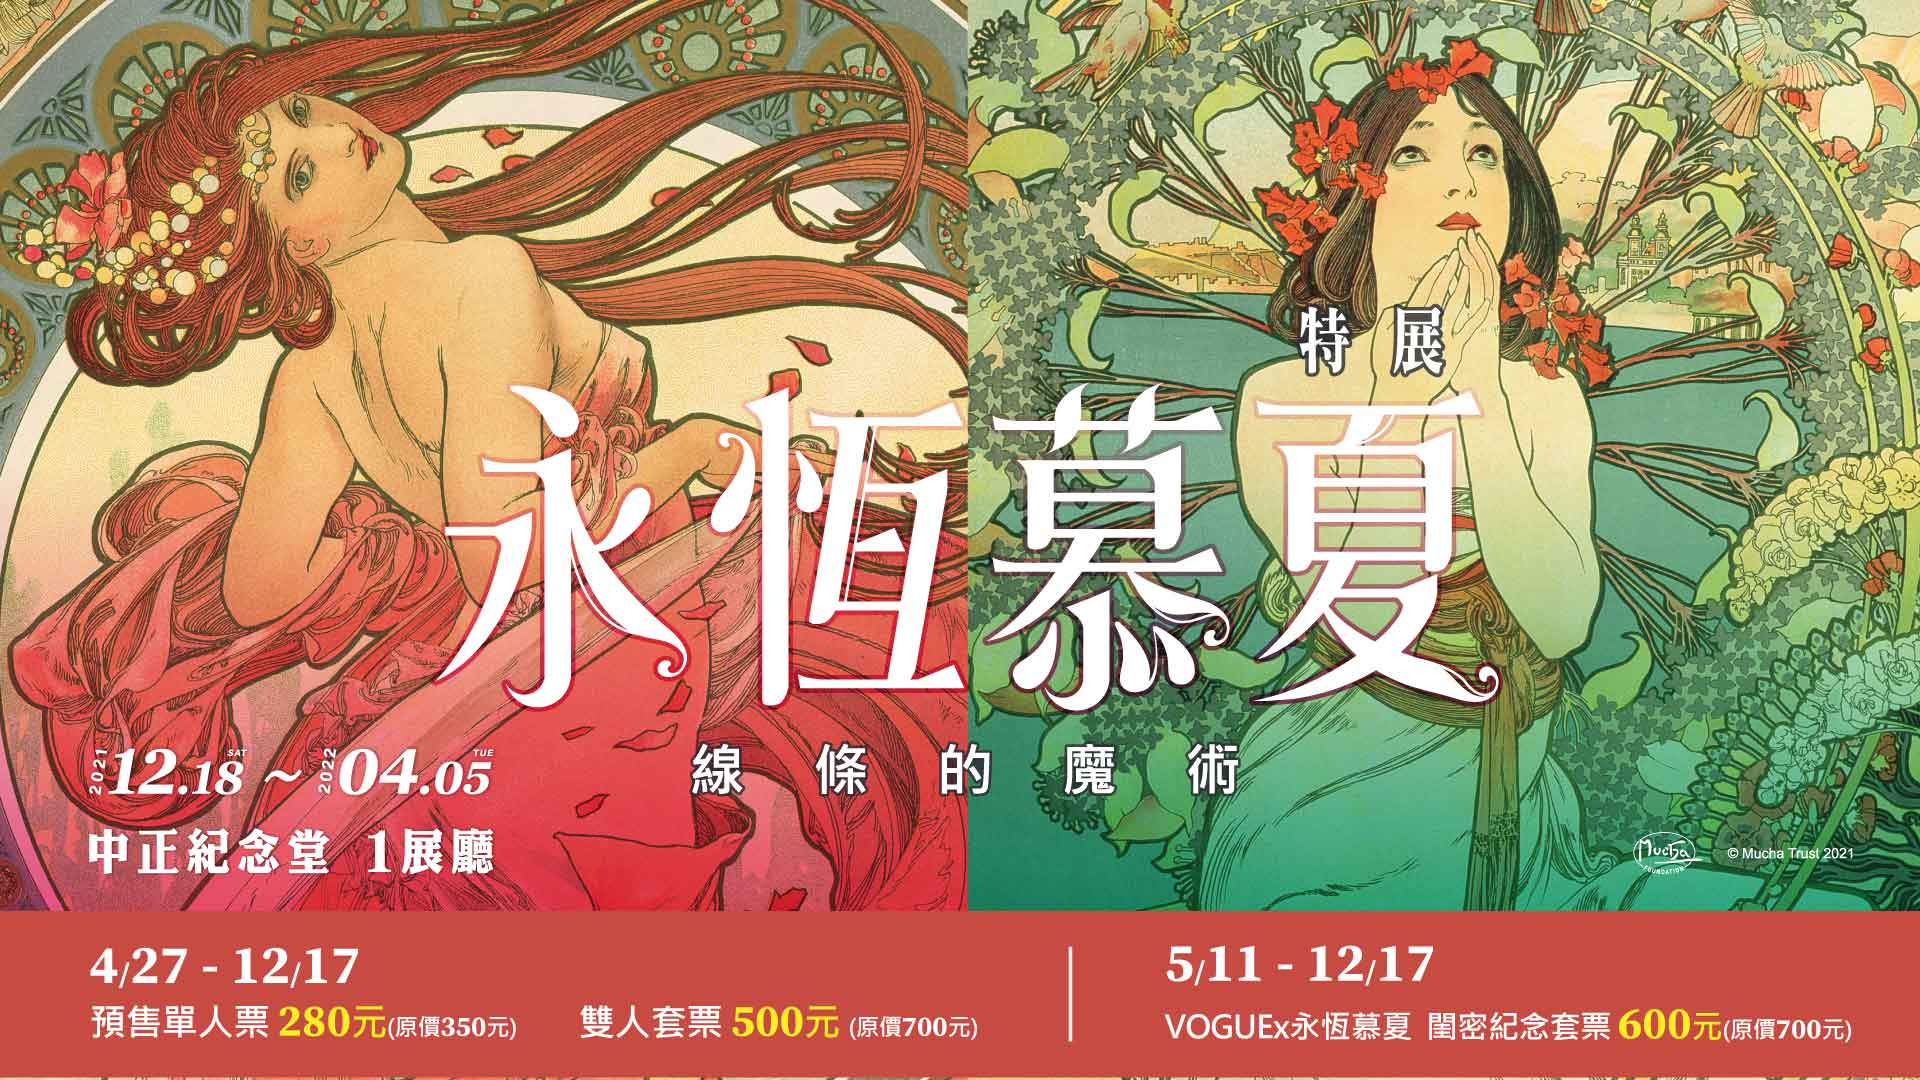 特展
永恆慕夏
線條的魔術
2021 12.18 SAT ~ 2022 04.05 TUE
中正紀念堂 1展廳
Mucha
FOUNDATION
© Mucha Trust 2021
4/27 - 12/17
預售單人票 280元(原價350元) 雙人套票 500元 (原價700元)
5/11 - 12/17
VOGUEx永恆慕夏 閨密紀念套票 600元(原價700元)